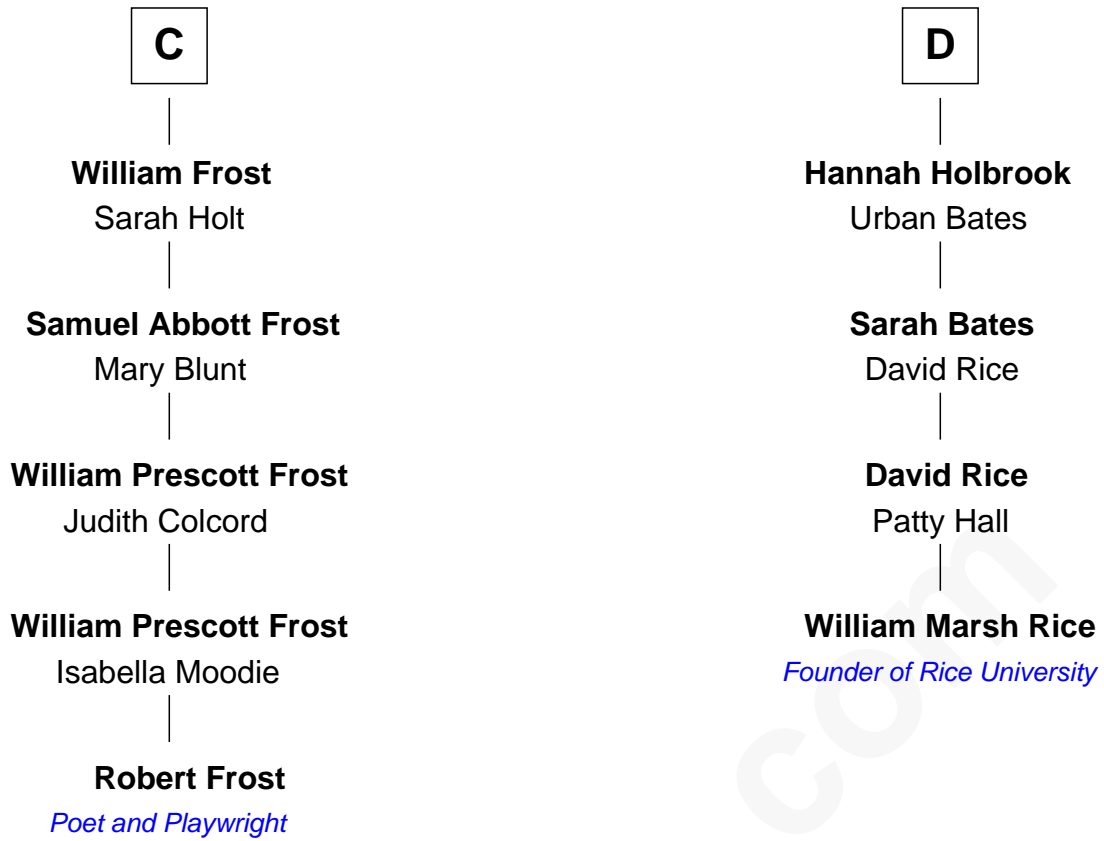 C
William Frost
Sarah Holt
Samuel Abbott Frost
Mary Blunt
William Prescott Frost
Judith Colcord
William Prescott Frost
Isabella Moodie
Robert Frost
Poet and Playwright
D
Hannah Holbrook
Urban Bates
Sarah Bates
David Rice
David Rice
Patty Hall
William Marsh Rice
Founder of Rice University
com